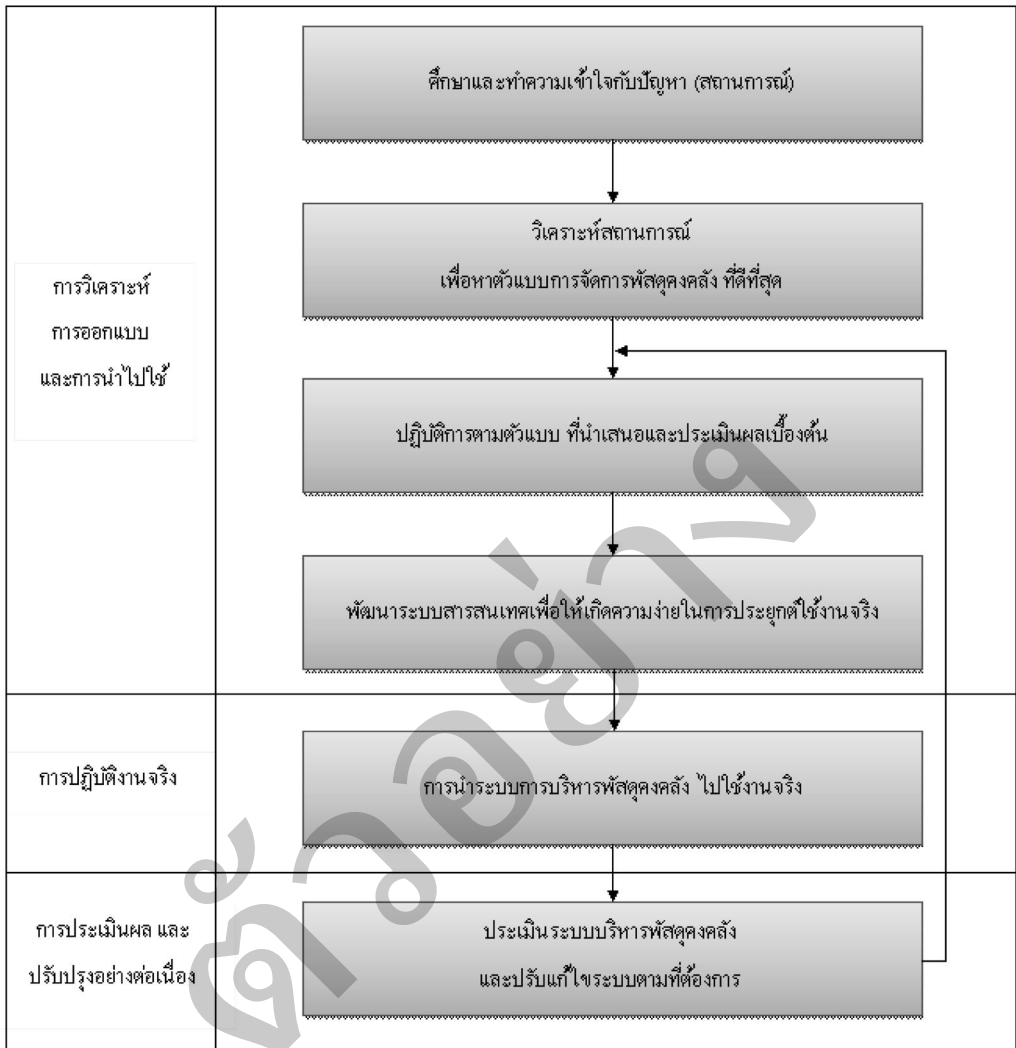 ศึกษาและทำความเข้าใจกับปัญหา (สถานการณ์)
วิเคราะห์สถานการณ์
เพื่อหาตัวแบบการจัดการพัสดุคงคลัง ที่ดีที่สุด
การวิเคราะห์
การออกแบบ
และการนำไปใช้
ปฏิบัติการตามตัวแบบ ที่นำเสนอและประเมินผลเบื้องต้น
พัฒนาระบบสารสนเทศเพื่อให้เกิดความง่ายในการประยุกต์ใช้งานจริง
การปฏิบัติงานจริง
การนำระบบการบริหารพัสดุคงคลัง ไปใช้งานจริง
การประเมินผล และ
ปรับปรุงอย่างต่อเนื่อง
ประเมินระบบบริหารพัสดุคงคลัง
และปรับแก้ไขระบบตามที่ต้องการ
ตัวอย่าง